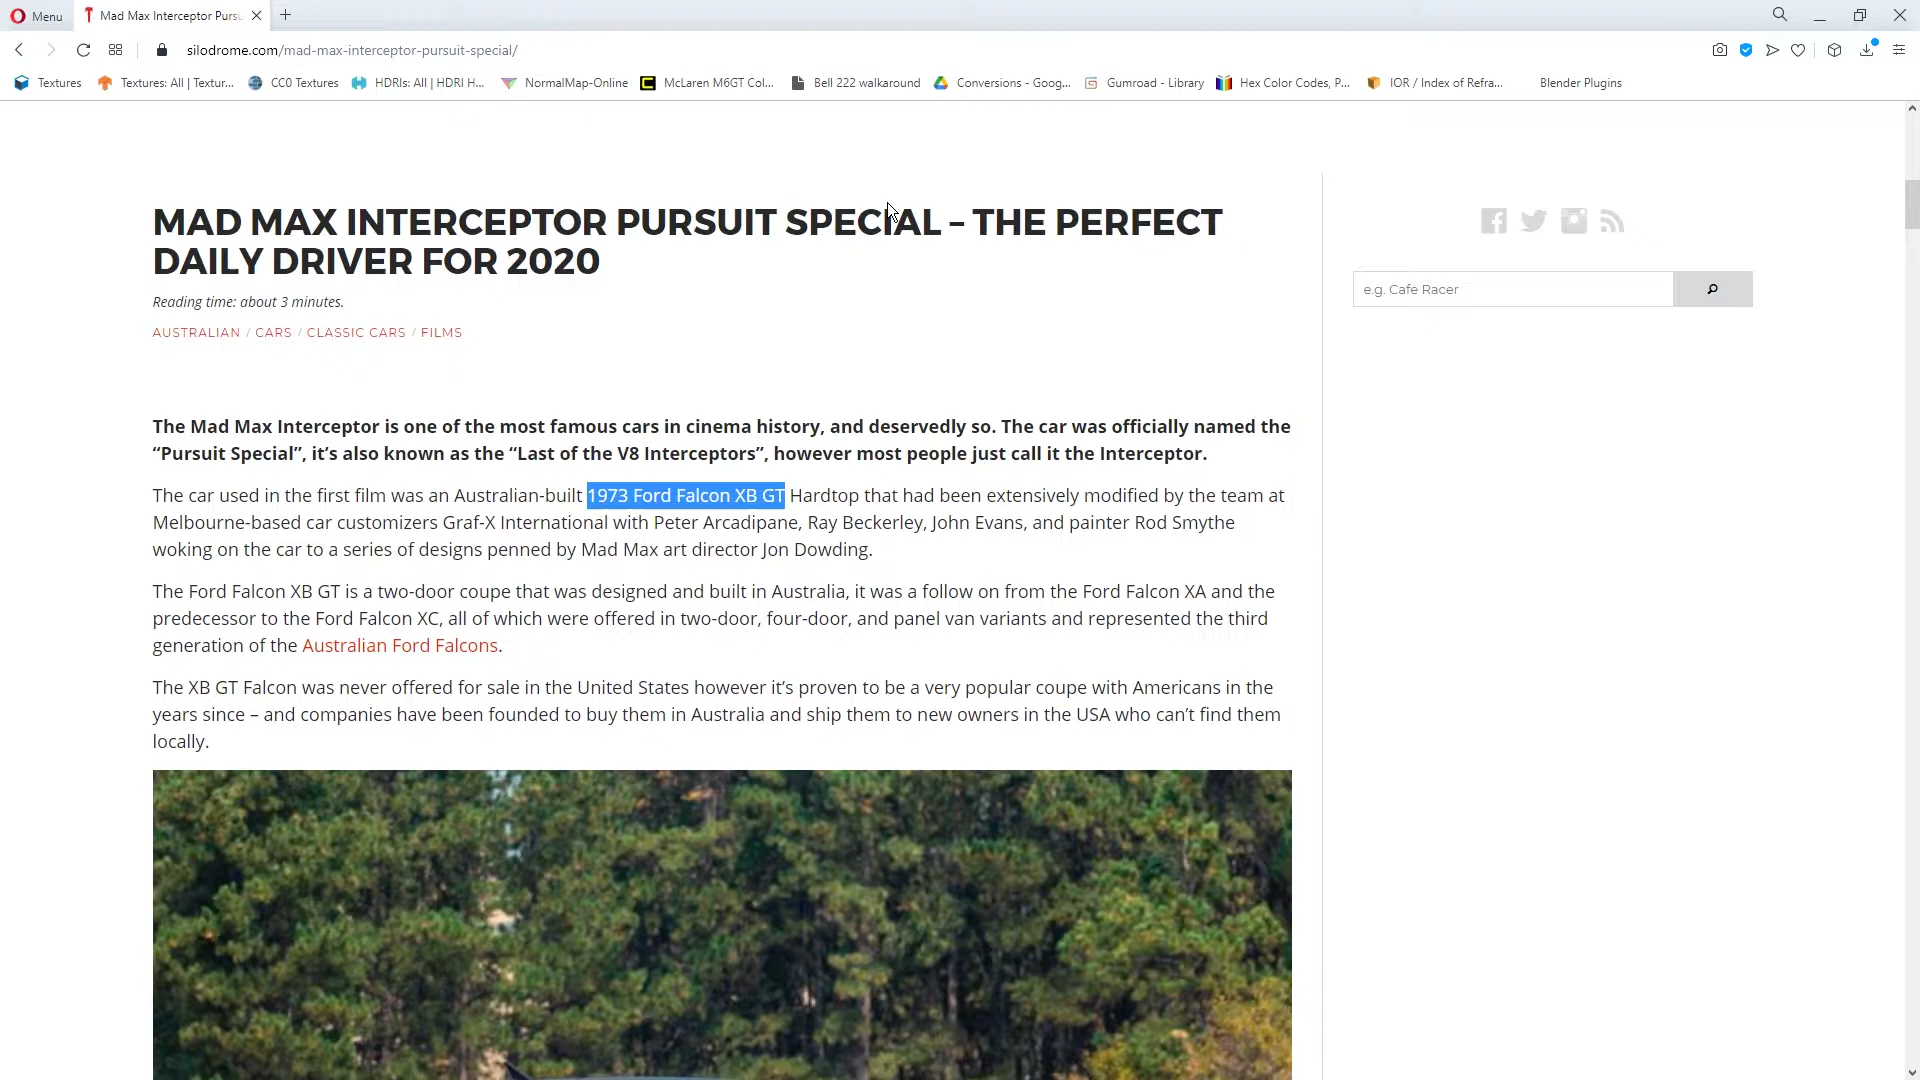 Menu
Mad Max Interceptor Pursu
silodrome.com/mad-max-interceptor-pursuit-special/
Textures
Textures: All | Textur...
CC0 Textures
HDRIs: All | HDRI H...
NormalMap-Online
McLaren M6GT Col...
Bell 222 walkaround
Conversions - Goog...
Gumroad - Library
Hex Color Codes, P...
IOR / Index of Refra...
Blender Plugins
MAD MAX INTERCEPTOR PURSUIT SPECIAL – THE PERFECT
DAILY DRIVER FOR 2020
Reading time: about 3 minutes.
AUSTRALIAN / CARS / CLASSIC CARS / FILMS
e.g. Cafe Racer
The Mad Max Interceptor is one of the most famous cars in cinema history, and deservedly so. The car was officially named the
“Pursuit Special”, it’s also known as the “Last of the V8 Interceptors”, however most people just call it the Interceptor.
The car used in the first film was an Australian-built 1973 Ford Falcon XB GT Hardtop that had been extensively modified by the team at
Melbourne-based car customizers Graf-X International with Peter Arcadipane, Ray Beckerley, John Evans, and painter Rod Smythe
woking on the car to a series of designs penned by Mad Max art director Jon Dowding.
The Ford Falcon XB GT is a two-door coupe that was designed and built in Australia, it was a follow on from the Ford Falcon XA and the
predecessor to the Ford Falcon XC, all of which were offered in two-door, four-door, and panel van variants and represented the third
generation of the Australian Ford Falcons.
The XB GT Falcon was never offered for sale in the United States however it’s proven to be a very popular coupe with Americans in the
years since – and companies have been founded to buy them in Australia and ship them to new owners in the USA who can’t find them
locally.